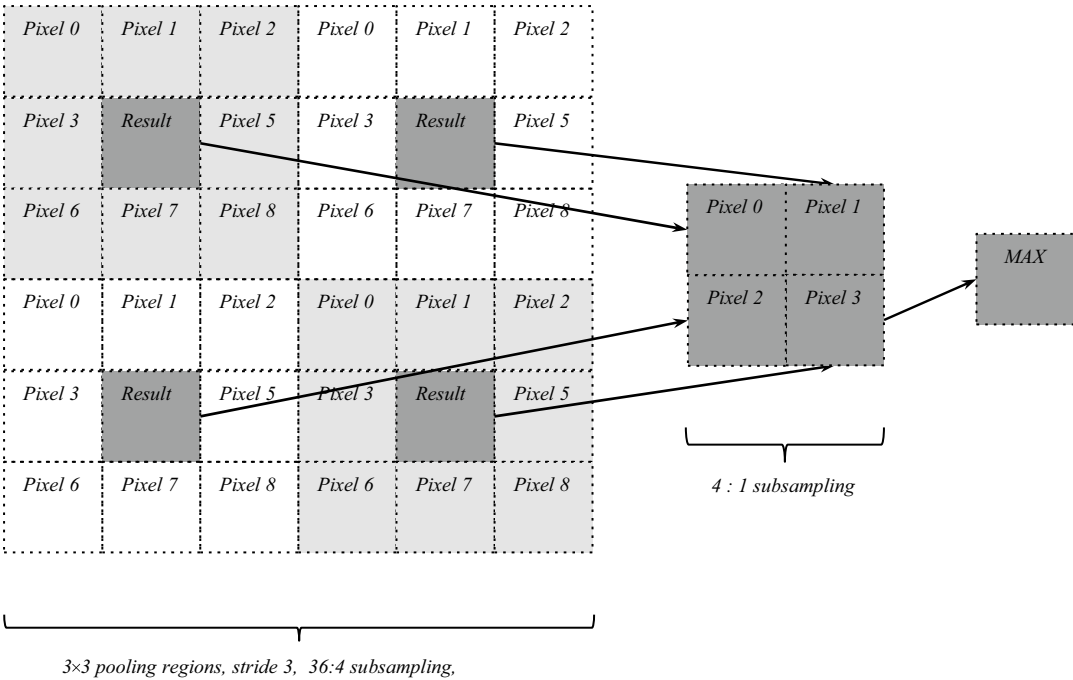 Pixel 0 Pixel 1 Pixel 2 Pixel 0 Pixel 1 Pixel 2
Pixel 3 Result Pixel 5 Pixel 3 Result Pixel 5
Pixel 6 Pixel 7 Pixel 8 Pixel 6 Pixel 7 Pixel 8
Pixel 0 Pixel 1 Pixel 2 Pixel 0 Pixel 1 Pixel 2
Pixel 3 Result Pixel 5 Pixel 3 Result Pixel 5
Pixel 6 Pixel 7 Pixel 8 Pixel 6 Pixel 7 Pixel 8
Pixel 0 Pixel 1
Pixel 2 Pixel 3
MAX
4 : 1 subsampling
3×3 pooling regions, stride 3, 36:4 subsampling,